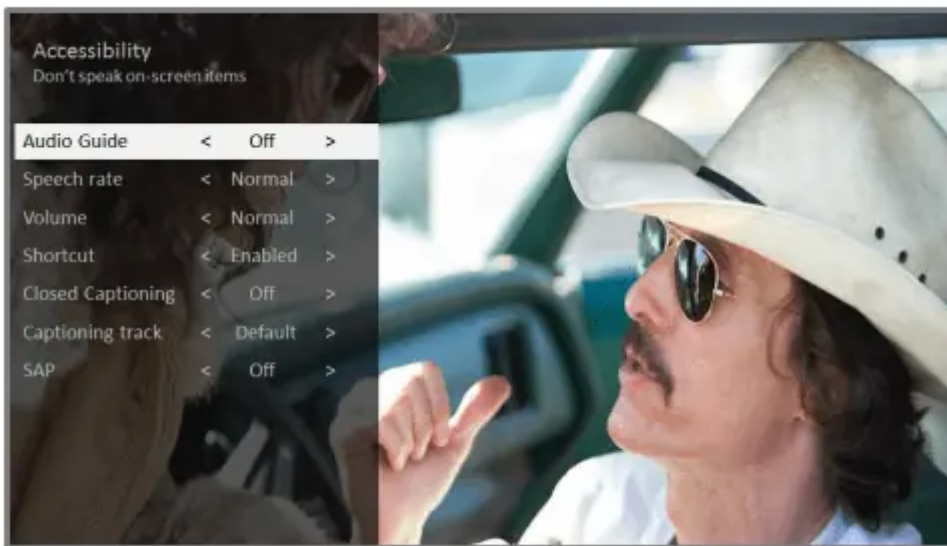 Accessibility
Don't speak on-screen items
Audio Guide < Off >
Speech rate < Normal >
Volume < Normal >
Shortcut < Enabled >
Closed Captioning < Off >
Captioning track < Default >
SAP < Off >